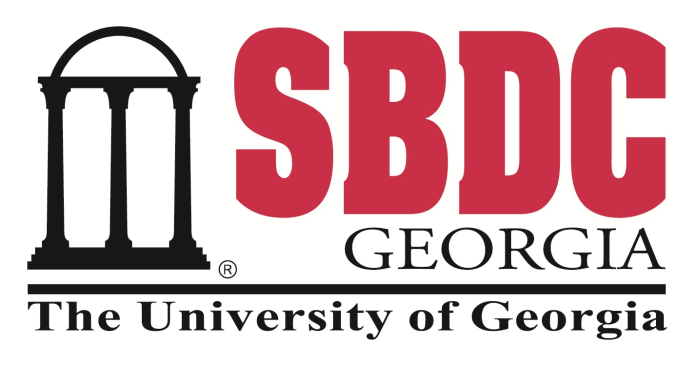 SBDC
GEORGIA
®
The University of Georgia